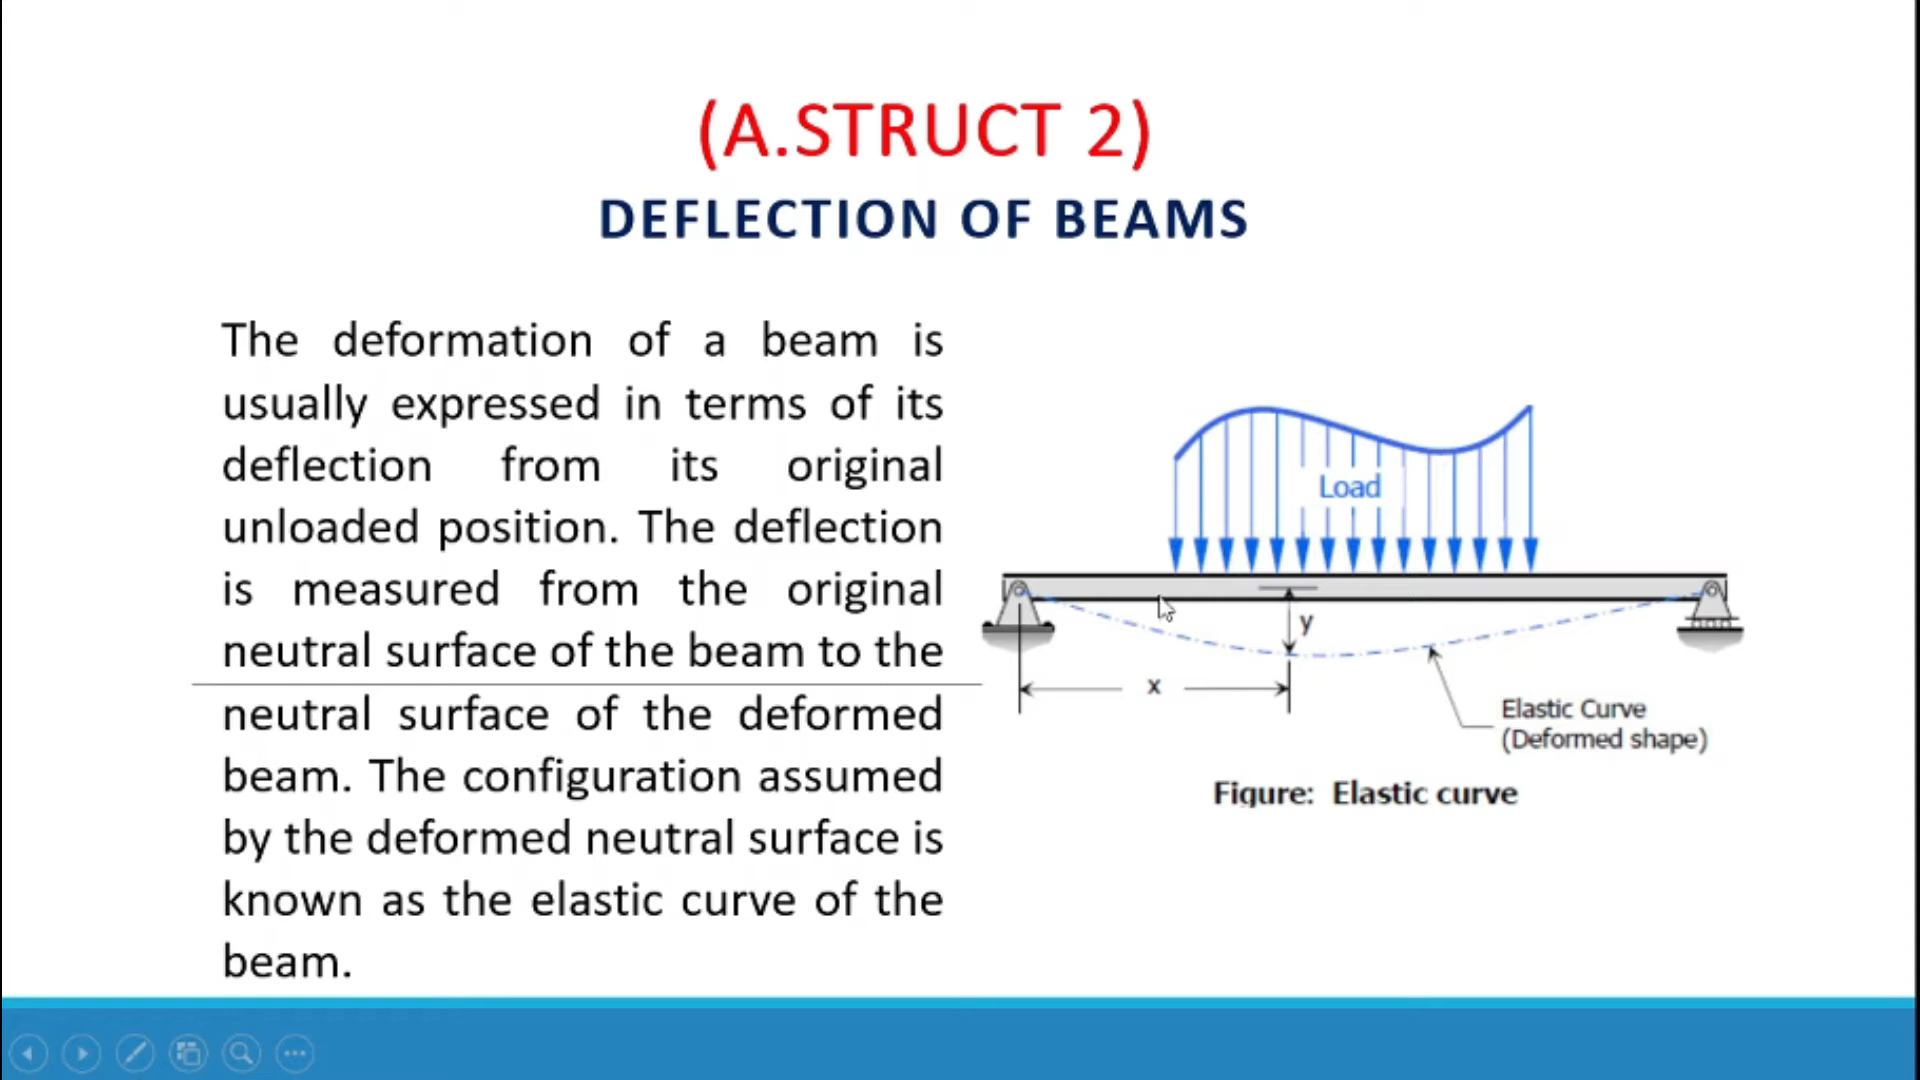 (A.STRUCT 2)
DEFLECTION OF BEAMS
The deformation of a beam is
usually expressed in terms of its
deflection from its original
unloaded position. The deflection
is measured from the original
neutral surface of the beam to the
neutral surface of the deformed
beam. The configuration assumed
by the deformed neutral surface is
known as the elastic curve of the
beam.
Load
y
x
Elastic Curve
(Deformed shape)
Figure: Elastic curve